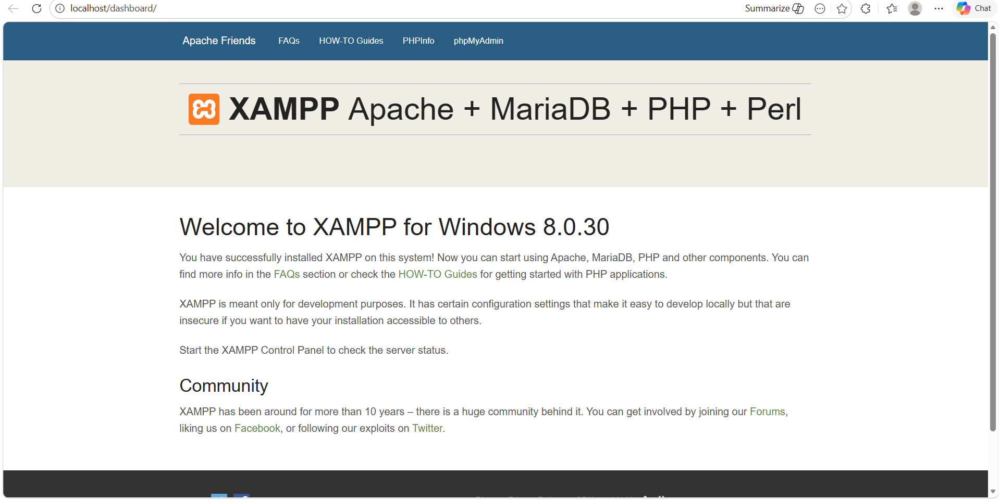 localhost/dashboard/
Summarize
Chat
Apache Friends FAQs HOW-TO Guides PHPInfo phpMyAdmin
XAMPP Apache + MariaDB + PHP + Perl
Welcome to XAMPP for Windows 8.0.30
You have successfully installed XAMPP on this system! Now you can start using Apache, MariaDB, PHP and other components. You can
find more info in the FAQs section or check the HOW-TO Guides for getting started with PHP applications.
XAMPP is meant only for development purposes. It has certain configuration settings that make it easy to develop locally but that are
insecure if you want to have your installation accessible to others.
Start the XAMPP Control Panel to check the server status.
Community
XAMPP has been around for more than 10 years – there is a huge community behind it. You can get involved by joining our Forums,
liking us on Facebook, or following our exploits on Twitter.